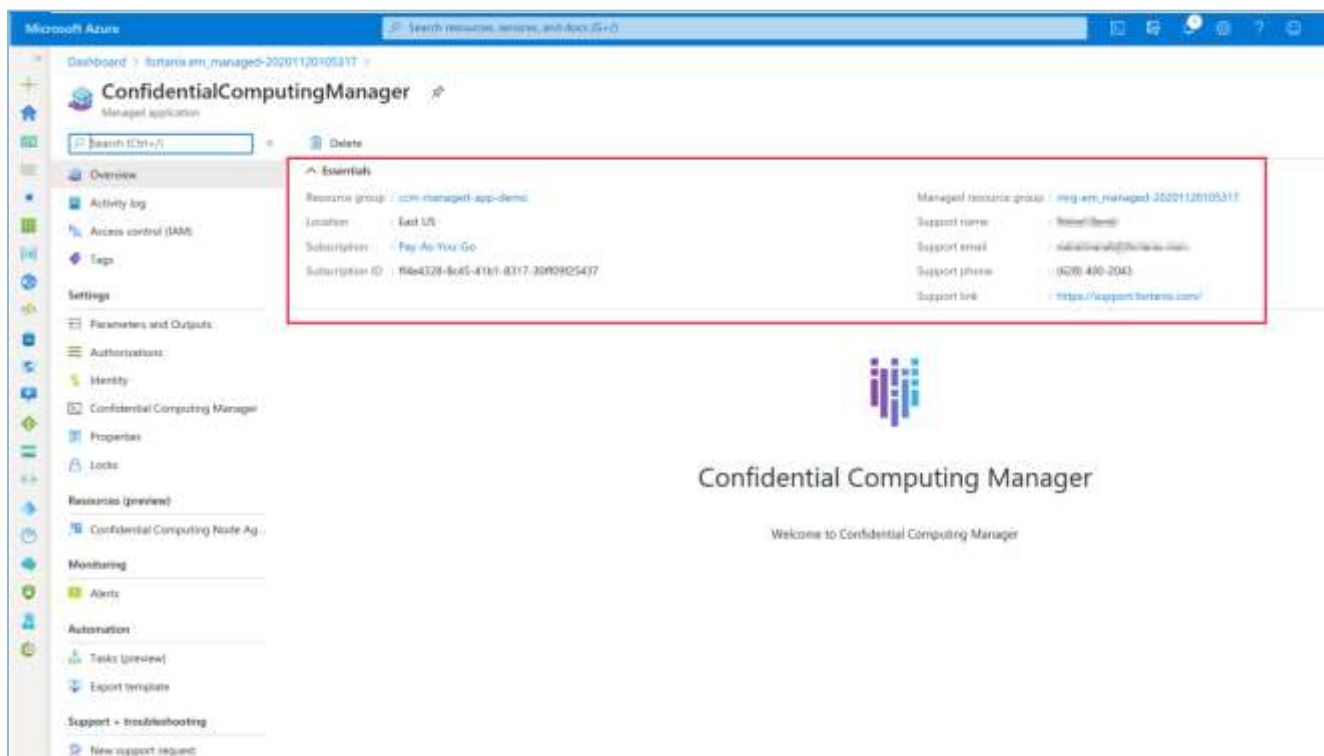 Microsoft Azure
Search resources, services, and docs (G+/)
Dashboard > fortanix.em_managed-20201120105317 >
ConfidentialComputingManager
Managed application
Search (Ctrl+/)
Delete
Overview
Activity log
Access control (IAM)
Tags
Settings
Parameters and Outputs
Authorizations
Identity
Confidential Computing Manager
Properties
Locks
Resources (preview)
Confidential Computing Node Ag...
Monitoring
Alerts
Automation
Tasks (preview)
Export template
Support + troubleshooting
New support request
Essentials
Resource group : ccm-managed-app-demo
Location : East US
Subscription : Pay-As-You-Go
Subscription ID :
Managed resource group : mrg-em_managed-20201120105317
Support name :
Support email :
Support phone : (628) 400-2043
Support link : https://support.fortanix.com/
Confidential Computing Manager
Welcome to Confidential Computing Manager